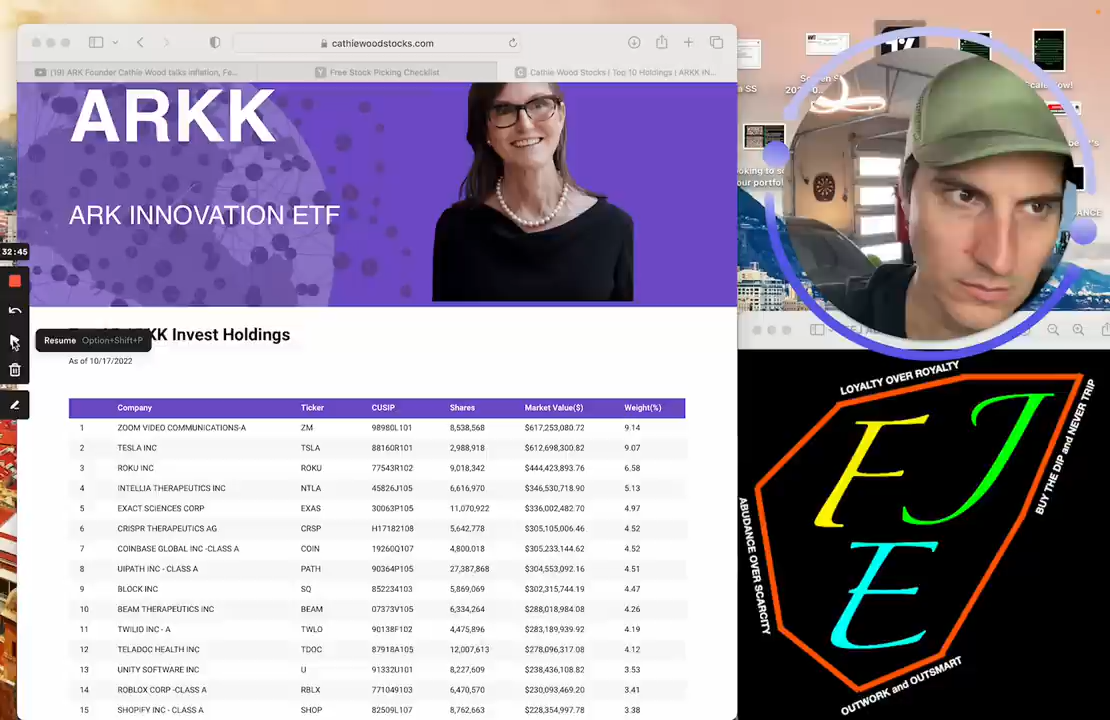 cathiewoodstocks.com
(19) ARK Founder Cathie Wood talks inflation, Fe...
Free Stock Picking Checklist
Cathie Wood Stocks | Top 10 Holdings | ARKK IN...
ARKK
ARK INNOVATION ETF
32:45
Resume Option+Shift+P
KK Invest Holdings
As of 10/17/2022
Company Ticker CUSIP Shares Market Value($) Weight(%)
1 ZOOM VIDEO COMMUNICATIONS-A ZM 98980L101 8,538,568 $617,253,080.72 9.14
2 TESLA INC TSLA 88160R101 2,988,918 $612,698,300.82 9.07
3 ROKU INC ROKU 77543R102 9,018,342 $444,423,893.76 6.58
4 INTELLIA THERAPEUTICS INC NTLA 45826J105 6,616,970 $346,530,718.90 5.13
5 EXACT SCIENCES CORP EXAS 30063P105 11,070,922 $336,002,482.70 4.97
6 CRISPR THERAPEUTICS AG CRSP H17182108 5,642,778 $305,105,006.46 4.52
7 COINBASE GLOBAL INC -CLASS A COIN 19260Q107 4,800,018 $305,233,144.62 4.52
8 UIPATH INC - CLASS A PATH 90364P105 27,387,868 $304,553,092.16 4.51
9 BLOCK INC SQ 852234103 5,869,069 $302,315,744.19 4.47
10 BEAM THERAPEUTICS INC BEAM 07373V105 6,334,264 $288,018,984.08 4.26
11 TWILIO INC - A TWLO 90138F102 4,475,896 $283,189,939.92 4.19
12 TELADOC HEALTH INC TDOC 87918A105 12,007,613 $278,096,317.08 4.12
13 UNITY SOFTWARE INC U 91332U101 8,227,609 $238,436,108.82 3.53
14 ROBLOX CORP -CLASS A RBLX 771049103 6,470,570 $230,093,469.20 3.41
15 SHOPIFY INC - CLASS A SHOP 82509L107 8,762,663 $228,354,997.78 3.38
LOYALTY OVER ROYALTY
BUY THE DIP and NEVER TRIP
ABUDANCE OVER SCARCITY
OUTWORK and OUTSMART
F J
E